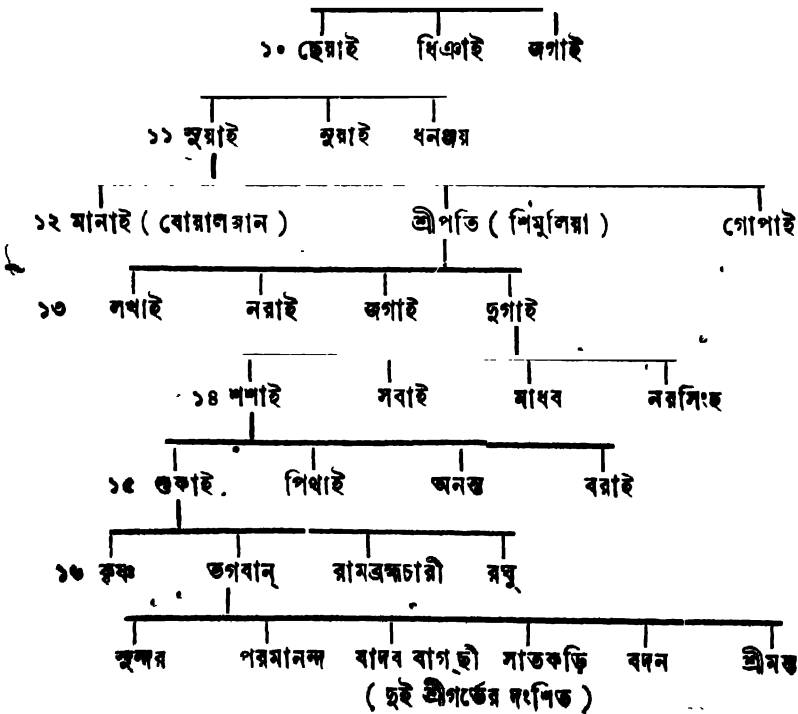 ১০ ছেয়াই ধিঞাই জগাই
১১ সুয়াই সুয়াই ধনঞ্জয়
১২ মানাই ( বোয়ালগান ) শ্রীপতি ( শিমুলিয়া ) গোপাই
১৩ লখাই নরাই জগাই দুগাই
১৪ শশাই সবাই মাধব নরসিংহ
১৫ শুকাই পিথাই অনন্ত বরাই
১৬ কৃষ্ণ ভগবান্ রামব্রহ্মচারী রঘু
সুন্দর পরমানন্দ যাদব বাগ্ছী সাতকড়ি বদন শ্রীমন্ত
( দুই শ্রীগর্ভের দংশিত )